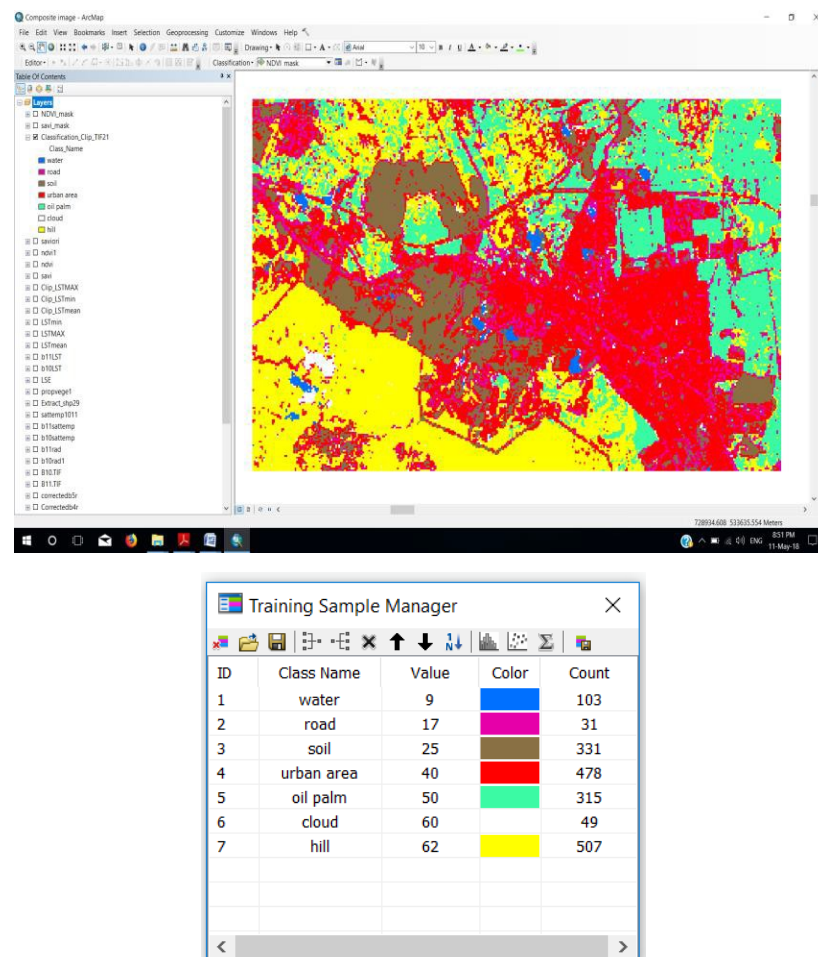 Composite image - ArcMap
File Edit View Bookmarks Insert Selection Geoprocessing Customize Windows Help
Drawing Arial 10 B I U A
Editor Classification NDVI mask
Table Of Contents
Layers
NDVI_mask
savi_mask
Classification_Clip_TIF21
Class_Name
water
road
soil
urban area
oil palm
cloud
hill
saviori
ndvi1
ndvi
savi
Clip_LSTMAX
Clip_LSTmin
Clip_LSTmean
LSTmin
LSTMAX
LSTmean
b11LST
b10LST
LSE
propvege1
Extract_shp29
sattemp1011
b11sattemp
b10sattemp
b11rad
b10rad1
B10.TIF
B11.TIF
correctedb5r
Correctedb4r
728934.608 533635.554 Meters
ENG 8:51 PM
11-May-18
Training Sample Manager
ID Class Name Value Color Count
1 water 9 103
2 road 17 31
3 soil 25 331
4 urban area 40 478
5 oil palm 50 315
6 cloud 60 49
7 hill 62 507